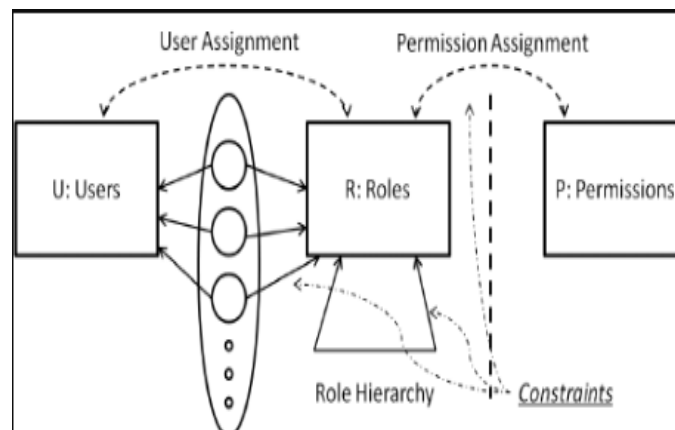 User Assignment
Permission Assignment
U: Users
R: Roles
P: Permissions
Role Hierarchy
Constraints